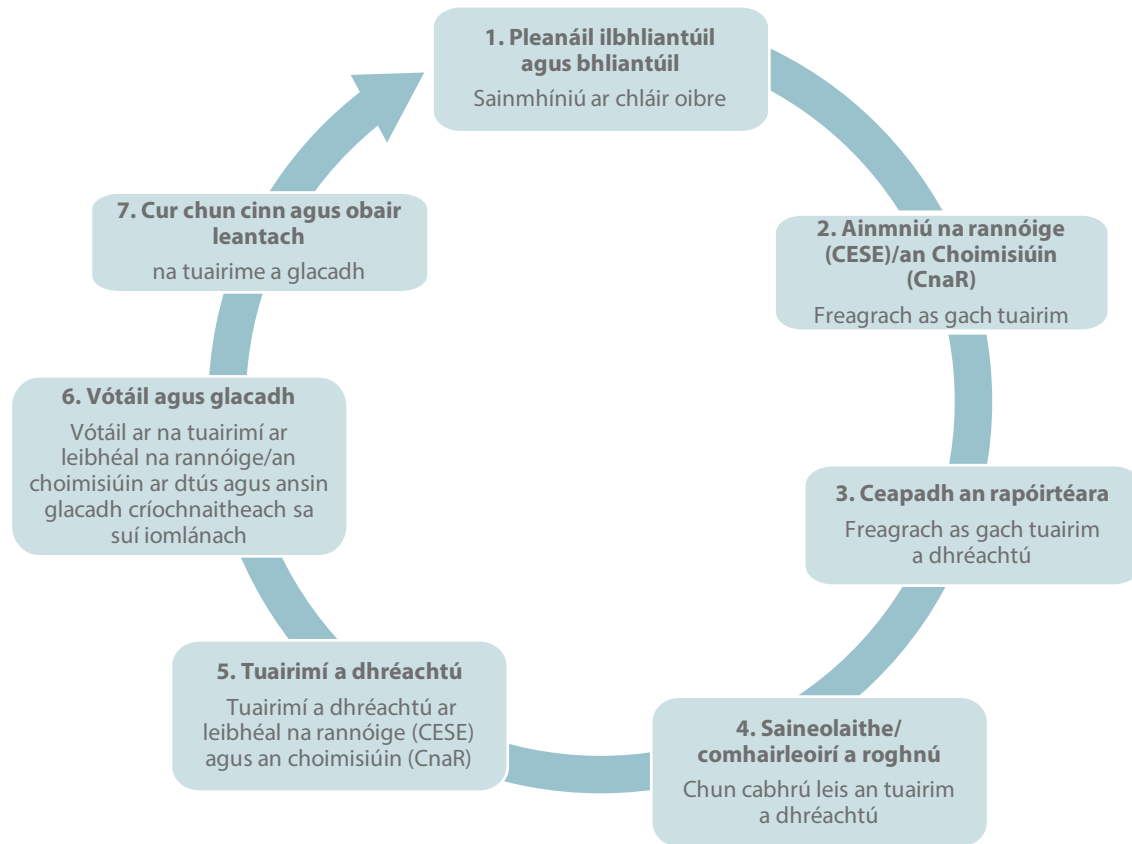 1. Pleanáil ilbhliantúil
agus bhliantúil
Sainmhíniú ar chláir oibre
2. Ainmniú na rannóige
(CESE)/an Choimisiúin
(CnaR)
Freagrach as gach tuairim
3. Ceapadh an rapóirtéara
Freagrach as gach tuairim
a dhréachtú
4. Saineolaithe/
comhairleoirí a roghnú
Chun cabhrú leis an tuairim
a dhréachtú
5. Tuairimí a dhréachtú
Tuairimí a dhréachtú ar
leibhéal na rannóige (CESE)
agus an choimisiúin (CnaR)
6. Vótáil agus glacadh
Vótáil ar na tuairimí ar
leibhéal na rannóige/an
choimisiúin ar dtús agus ansin
glacadh críochnaitheach sa
suí iomlánach
7. Cur chun cinn agus obair
leantach
na tuairime a glacadh